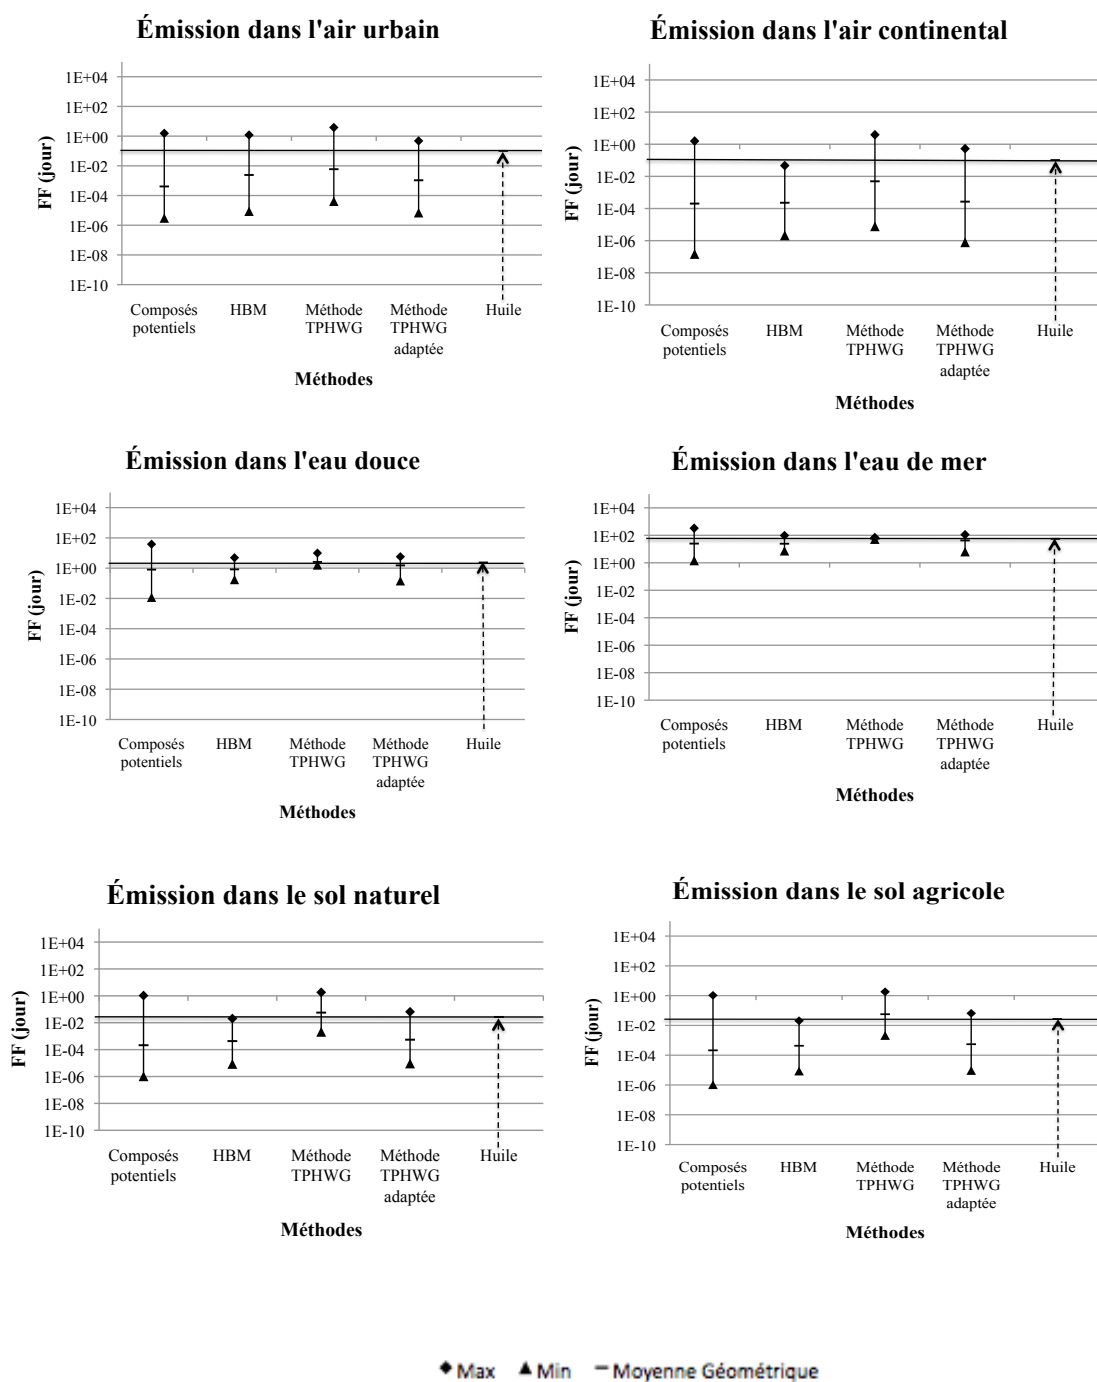 Émission dans l'air urbain
FF (jour)
1E+04
1E+02
1E+00
1E-02
1E-04
1E-06
1E-08
1E-10
Composés potentiels
HBM
Méthode TPHWG
Méthode TPHWG adaptée
Huile
Méthodes
Émission dans l'air continental
FF (jour)
1E+04
1E+02
1E+00
1E-02
1E-04
1E-06
1E-08
1E-10
Composés potentiels
HBM
Méthode TPHWG
Méthode TPHWG adaptée
Huile
Méthodes
Émission dans l'eau douce
FF (jour)
1E+04
1E+02
1E+00
1E-02
1E-04
1E-06
1E-08
1E-10
Composés potentiels
HBM
Méthode TPHWG
Méthode TPHWG adaptée
Huile
Méthodes
Émission dans l'eau de mer
FF (jour)
1E+04
1E+02
1E+00
1E-02
1E-04
1E-06
1E-08
1E-10
Composés potentiels
HBM
Méthode TPHWG
Méthode TPHWG adaptée
Huile
Méthodes
Émission dans le sol naturel
FF (jour)
1E+04
1E+02
1E+00
1E-02
1E-04
1E-06
1E-08
1E-10
Composés potentiels
HBM
Méthode TPHWG
Méthode TPHWG adaptée
Huile
Méthodes
Émission dans le sol agricole
FF (jour)
1E+04
1E+02
1E+00
1E-02
1E-04
1E-06
1E-08
1E-10
Composés potentiels
HBM
Méthode TPHWG
Méthode TPHWG adaptée
Huile
Méthodes
Max Min Moyenne Géométrique